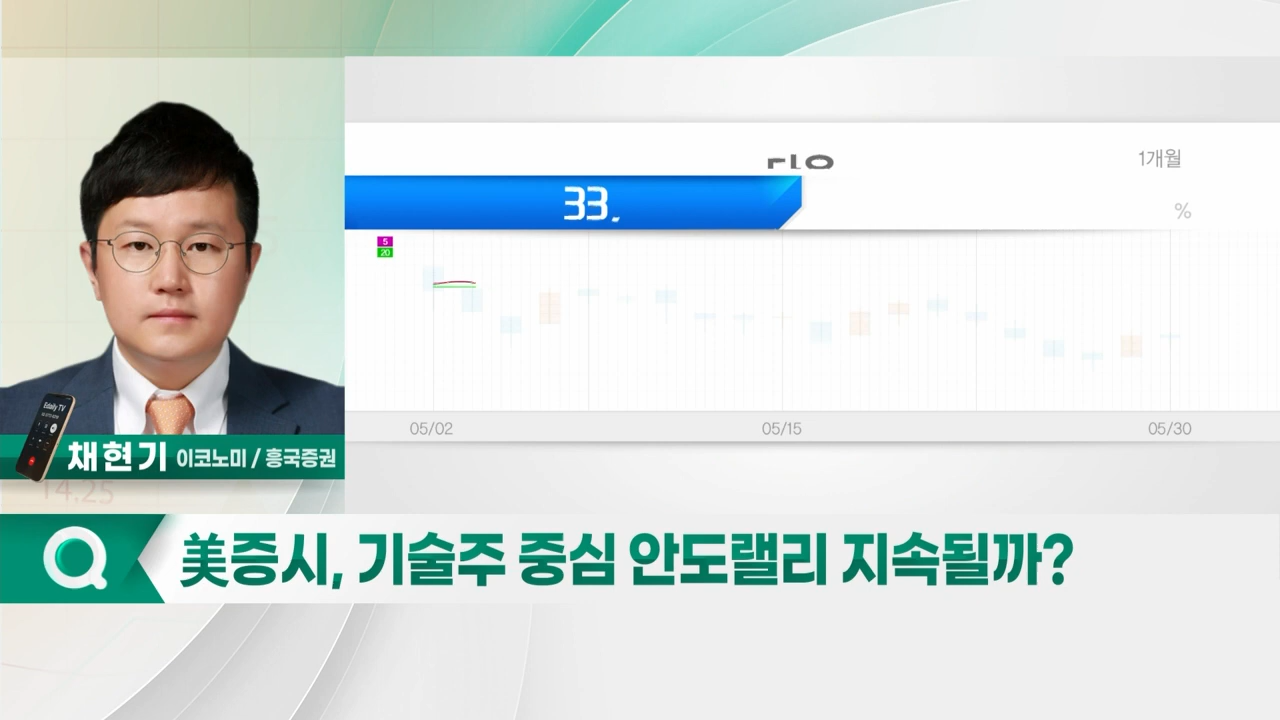 1개월
33.
%
5
20
05/02
05/15
05/30
Edaily TV
채현기 이코노미 / 흥국증권
14.25
Q
美증시, 기술주 중심 안도랠리 지속될까?